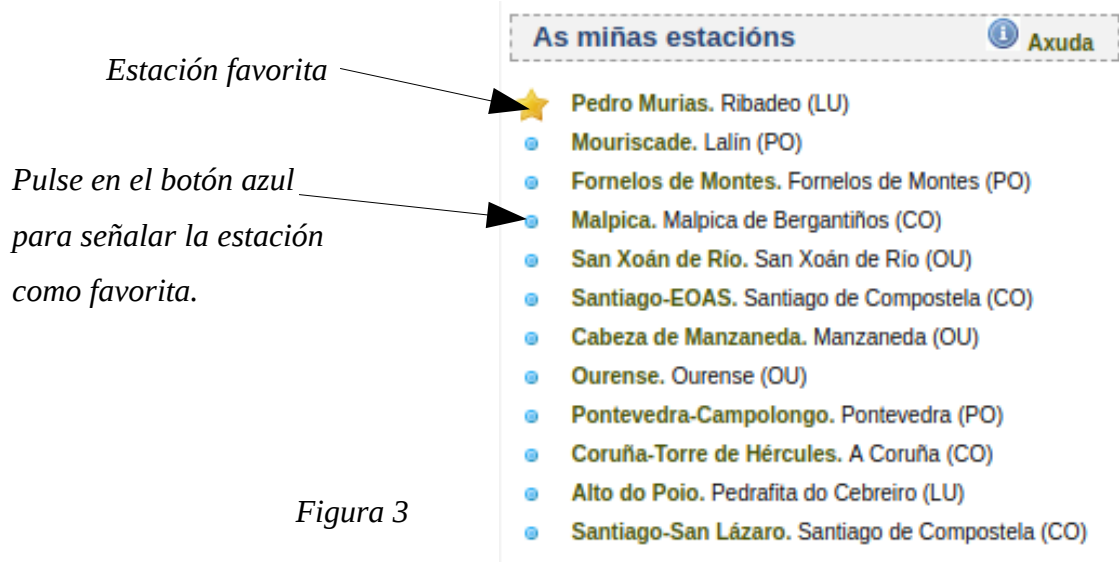 Estación favorita
Pulse en el botón azul
para señalar la estación
como favorita.
Figura 3
As miñas estacións
Axuda
Pedro Murias. Ribadeo (LU)
Mouriscade. Lalín (PO)
Fornelos de Montes. Fornelos de Montes (PO)
Malpica. Malpica de Bergantiños (CO)
San Xoán de Río. San Xoán de Río (OU)
Santiago-EOAS. Santiago de Compostela (CO)
Cabeza de Manzaneda. Manzaneda (OU)
Ourense. Ourense (OU)
Pontevedra-Campolongo. Pontevedra (PO)
Coruña-Torre de Hércules. A Coruña (CO)
Alto do Poio. Pedrafita do Cebreiro (LU)
Santiago-San Lázaro. Santiago de Compostela (CO)